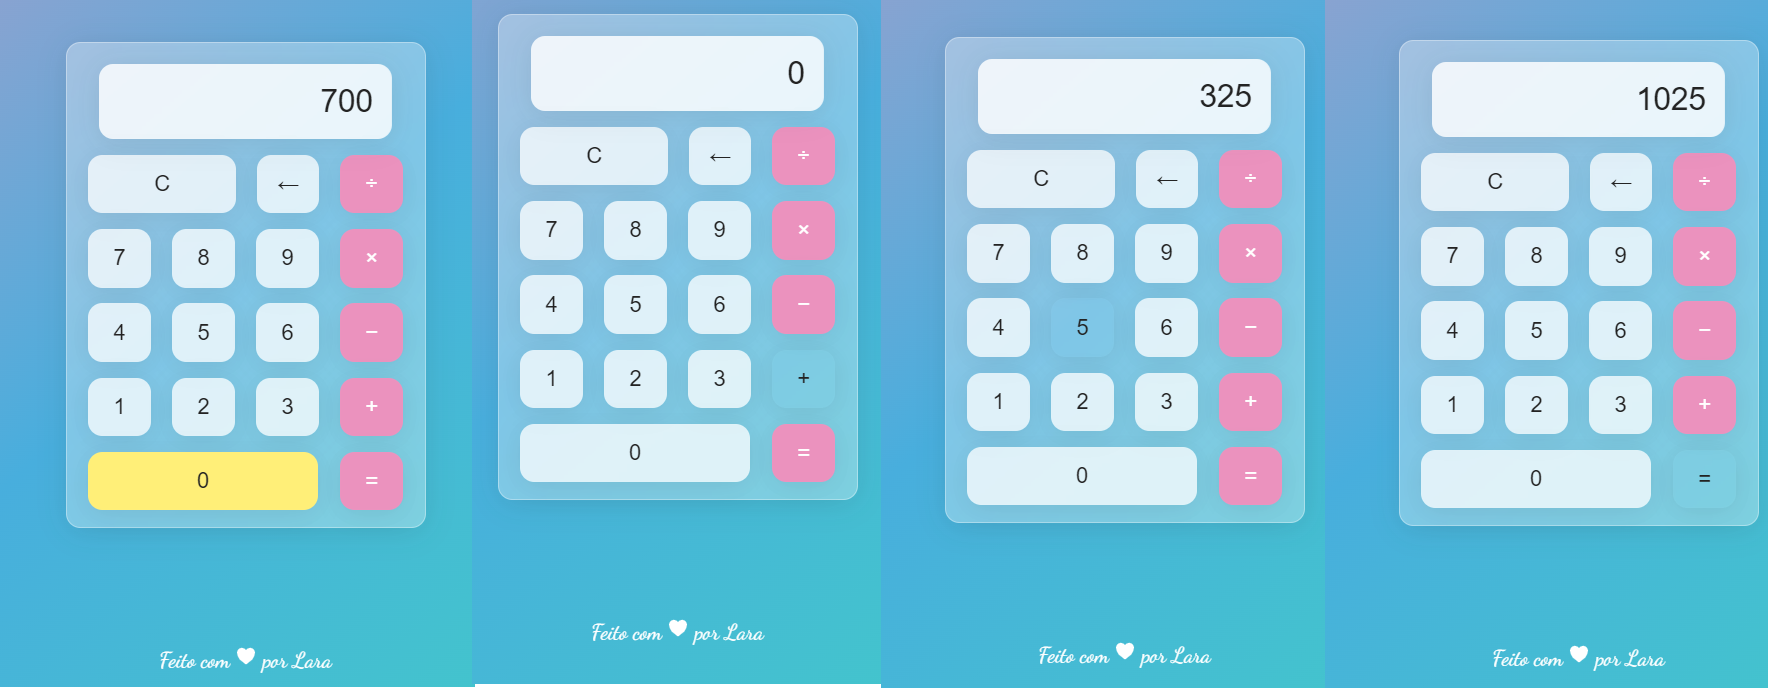 700
C ← ÷
7 8 9 ×
4 5 6 −
1 2 3 +
0 =
Feito com ♥ por Lara
0
C ← ÷
7 8 9 ×
4 5 6 −
1 2 3 +
0 =
Feito com ♥ por Lara
325
C ← ÷
7 8 9 ×
4 5 6 −
1 2 3 +
0 =
Feito com ♥ por Lara
1025
C ← ÷
7 8 9 ×
4 5 6 −
1 2 3 +
0 =
Feito com ♥ por Lara